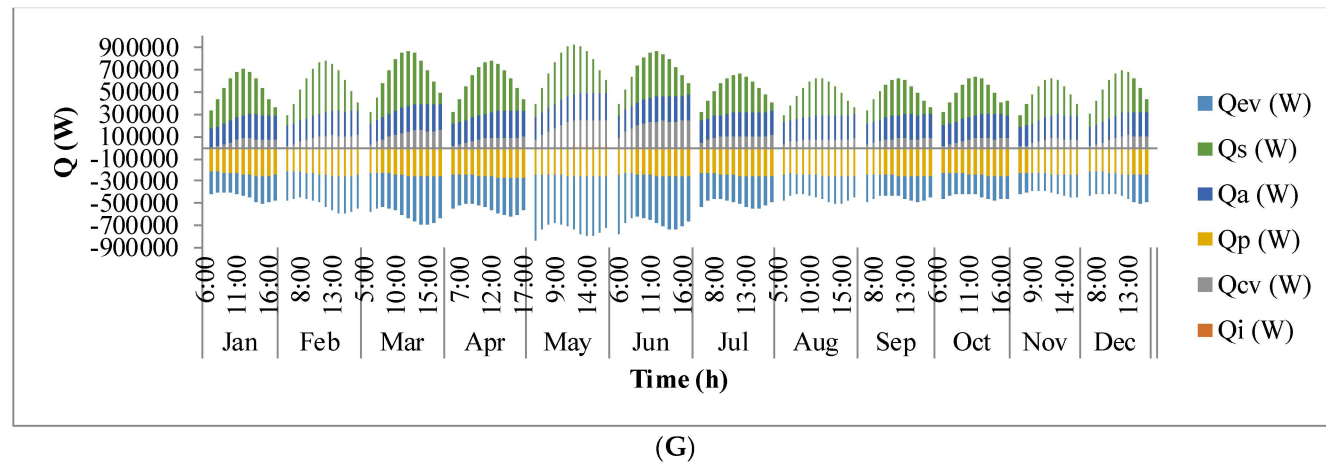 900000
700000
500000
300000
100000
-100000
-300000
-500000
-700000
-900000
Q (W)
6:00 11:00 16:00 8:00 13:00 5:00 10:00 15:00 7:00 12:00 17:00 9:00 14:00 6:00 11:00 16:00 8:00 13:00 5:00 10:00 15:00 8:00 13:00 6:00 11:00 16:00 9:00 14:00 8:00 13:00
Jan Feb Mar Apr May Jun Jul Aug Sep Oct Nov Dec
Time (h)
Qev (W)
Qs (W)
Qa (W)
Qp (W)
Qcv (W)
Qi (W)
(G)